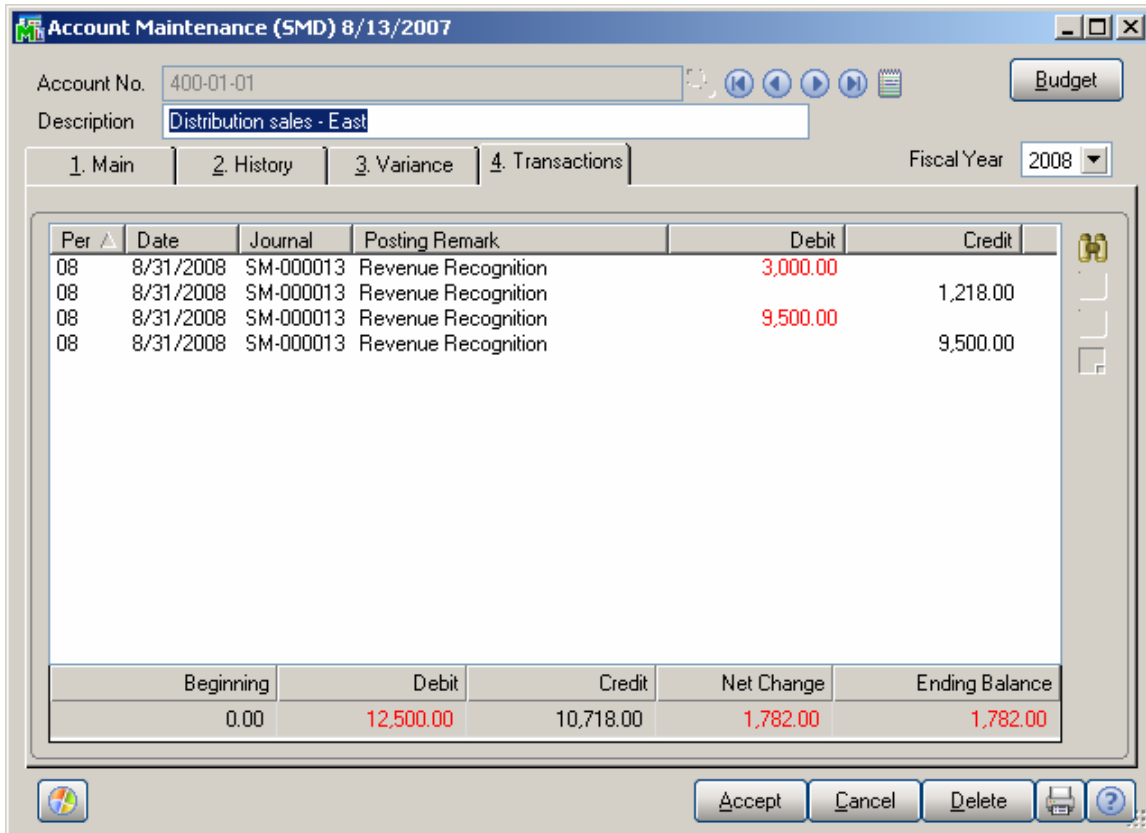 Account Maintenance (SMD) 8/13/2007
Account No. 400-01-01 Budget
Description Distribution sales - East
1. Main 2. History 3. Variance 4. Transactions Fiscal Year 2008
Per Date Journal Posting Remark Debit Credit
08 8/31/2008 SM-000013 Revenue Recognition 3,000.00
08 8/31/2008 SM-000013 Revenue Recognition 1,218.00
08 8/31/2008 SM-000013 Revenue Recognition 9,500.00
08 8/31/2008 SM-000013 Revenue Recognition 9,500.00
Beginning Debit Credit Net Change Ending Balance
0.00 12,500.00 10,718.00 1,782.00 1,782.00
Accept Cancel Delete ?